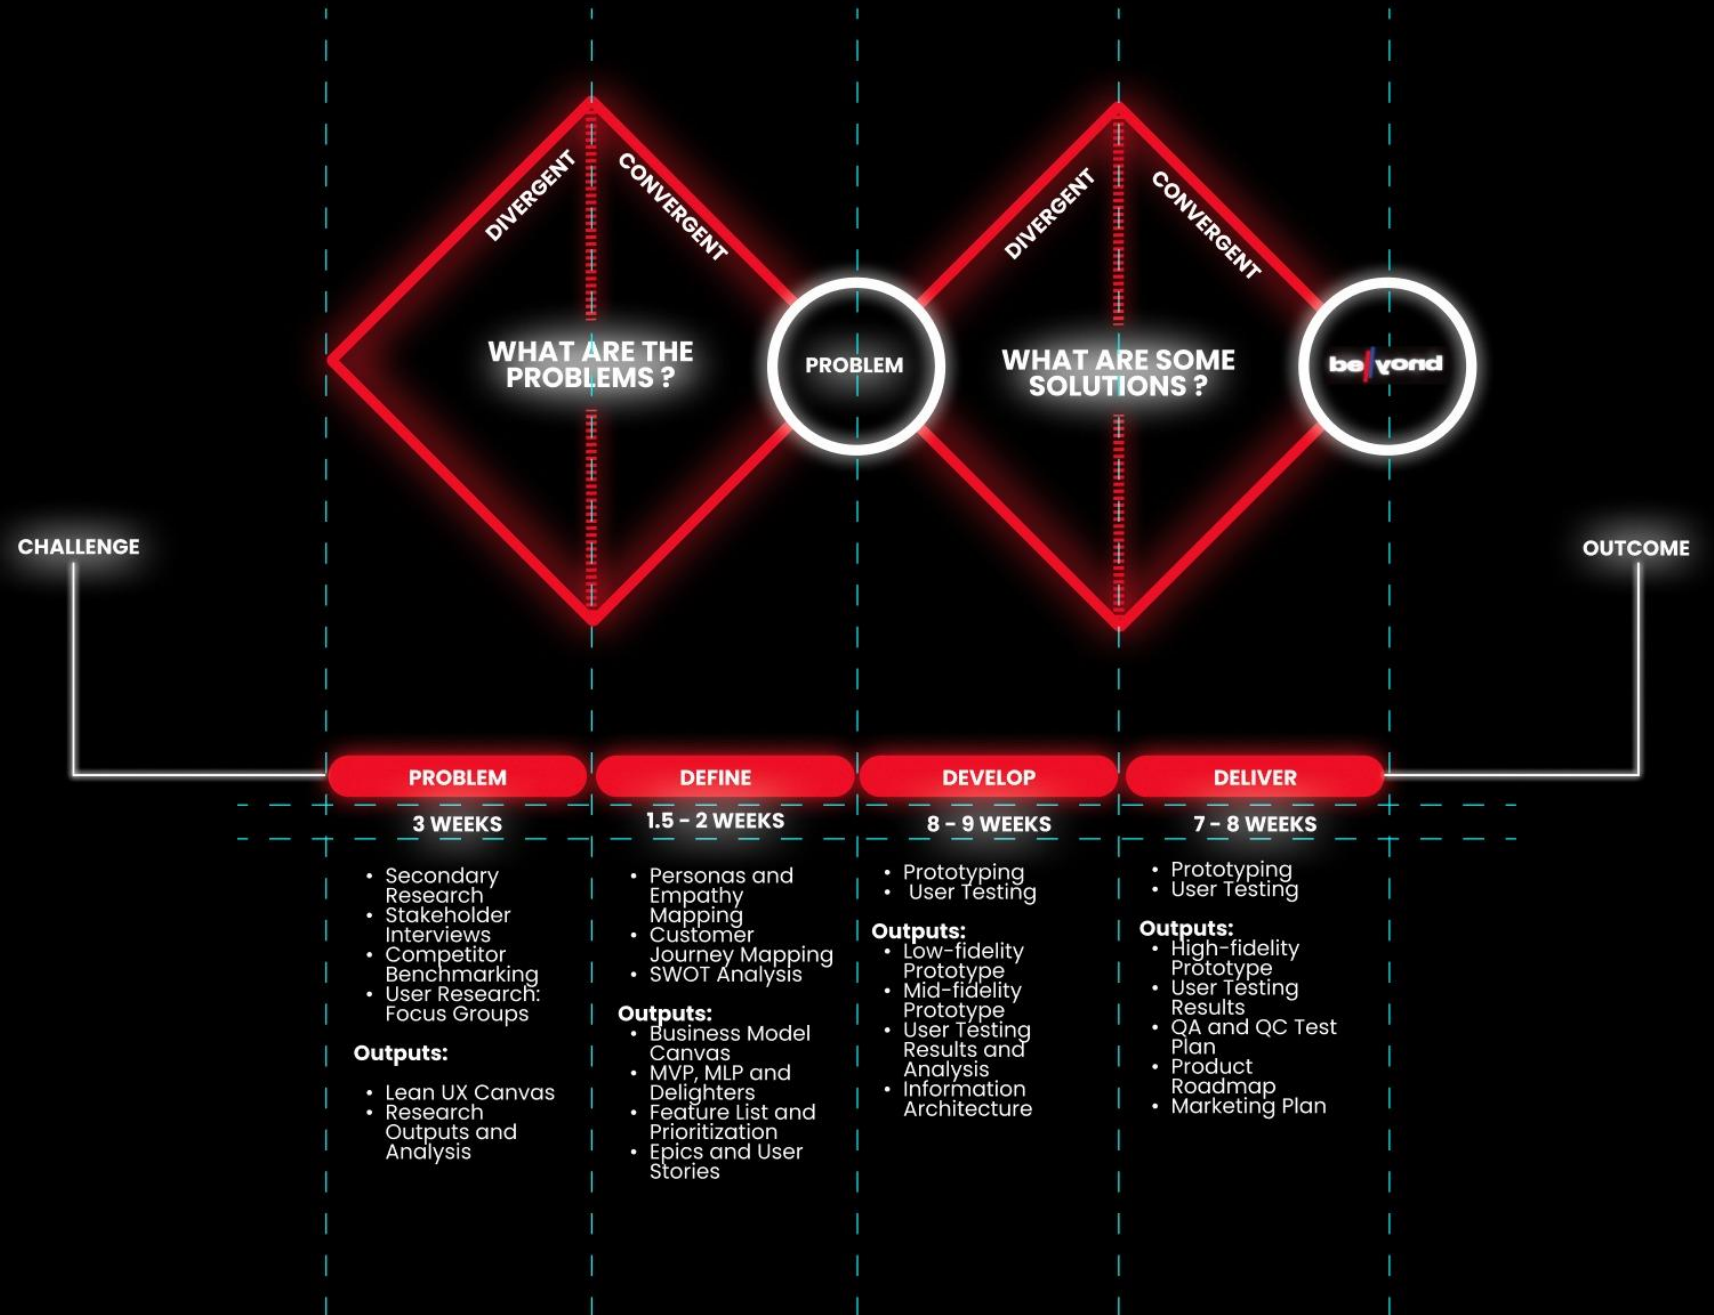 DIVERGENT
CONVERGENT
DIVERGENT
CONVERGENT
WHAT ARE THE
PROBLEMS ?
PROBLEM
WHAT ARE SOME
SOLUTIONS ?
be//yond
CHALLENGE
OUTCOME
PROBLEM
DEFINE
DEVELOP
DELIVER
3 WEEKS
1.5 - 2 WEEKS
8 - 9 WEEKS
7 - 8 WEEKS
• Secondary
Research
• Stakeholder
Interviews
• Competitor
Benchmarking
• User Research:
Focus Groups
Outputs:
• Lean UX Canvas
• Research
Outputs and
Analysis
• Personas and
Empathy
Mapping
• Customer
Journey Mapping
• SWOT Analysis
Outputs:
• Business Model
Canvas
• MVP, MLP and
Delighters
• Feature List and
Prioritization
• Epics and User
Stories
• Prototyping
• User Testing
Outputs:
• Low-fidelity
Prototype
• Mid-fidelity
Prototype
• User Testing
Results and
Analysis
• Information
Architecture
• Prototyping
• User Testing
Outputs:
• High-fidelity
Prototype
• User Testing
Results
• QA and QC Test
Plan
• Product
Roadmap
• Marketing Plan